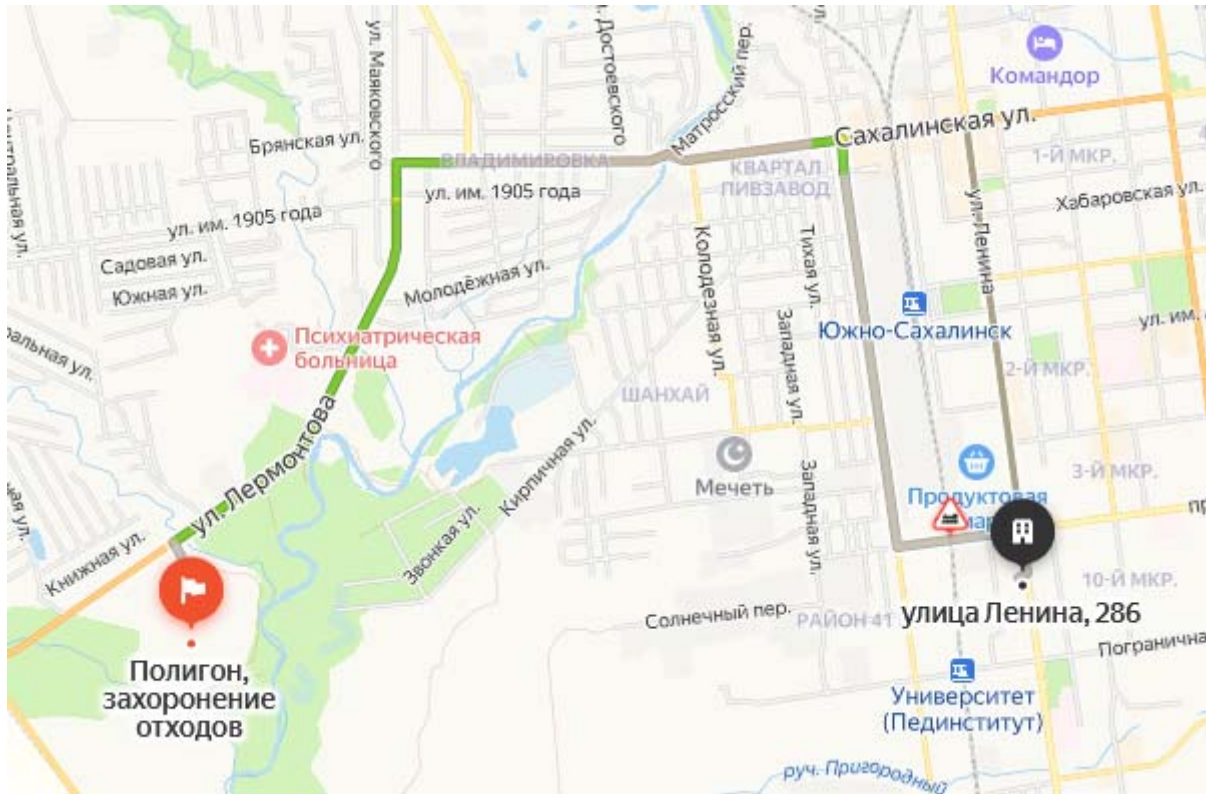 ул. Маяковского
Достоевского
Матросский пер.
Командор
Брянская ул.
Сахалинская ул.
ВЛАДИМИРОВКА
КВАРТАЛ
ПИВЗАВОД
1-Й МКР.
ул. им. 1905 года
Хабаровская ул.
ул. им. 1905 года
ул. Ленина
Садовая ул.
Южная ул.
Молодёжная ул.
Колодезная ул.
Тихая ул.
Южно-Сахалинск
ул. им.
Психиатрическая
больница
Западная ул.
2-Й МКР.
ШАНХАЙ
ул. Лермонтова
Кирпичная ул.
Мечеть
Западная ул.
Продуктовая
3-Й МКР.
Книжная ул.
Звонкая ул.
10-Й МКР.
Солнечный пер.
РАЙОН 41
улица Ленина, 286
Полигон,
захоронение
отходов
Университет
(Пединститут)
руч. Пригородный